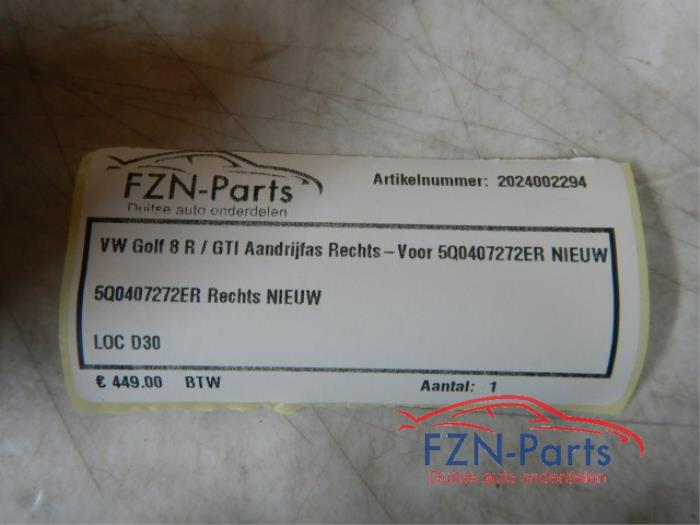 FZN-Parts
Duitse auto onderdelen
Artikelnummer: 2024002294
VW Golf 8 R / GTI Aandrijfas Rechts-Voor 5Q0407272ER NIEUW
5Q0407272ER Rechts NIEUW
LOC D30
€ 449.00 BTW
Aantal: 1
FZN-Parts
Duitse auto onderdelen